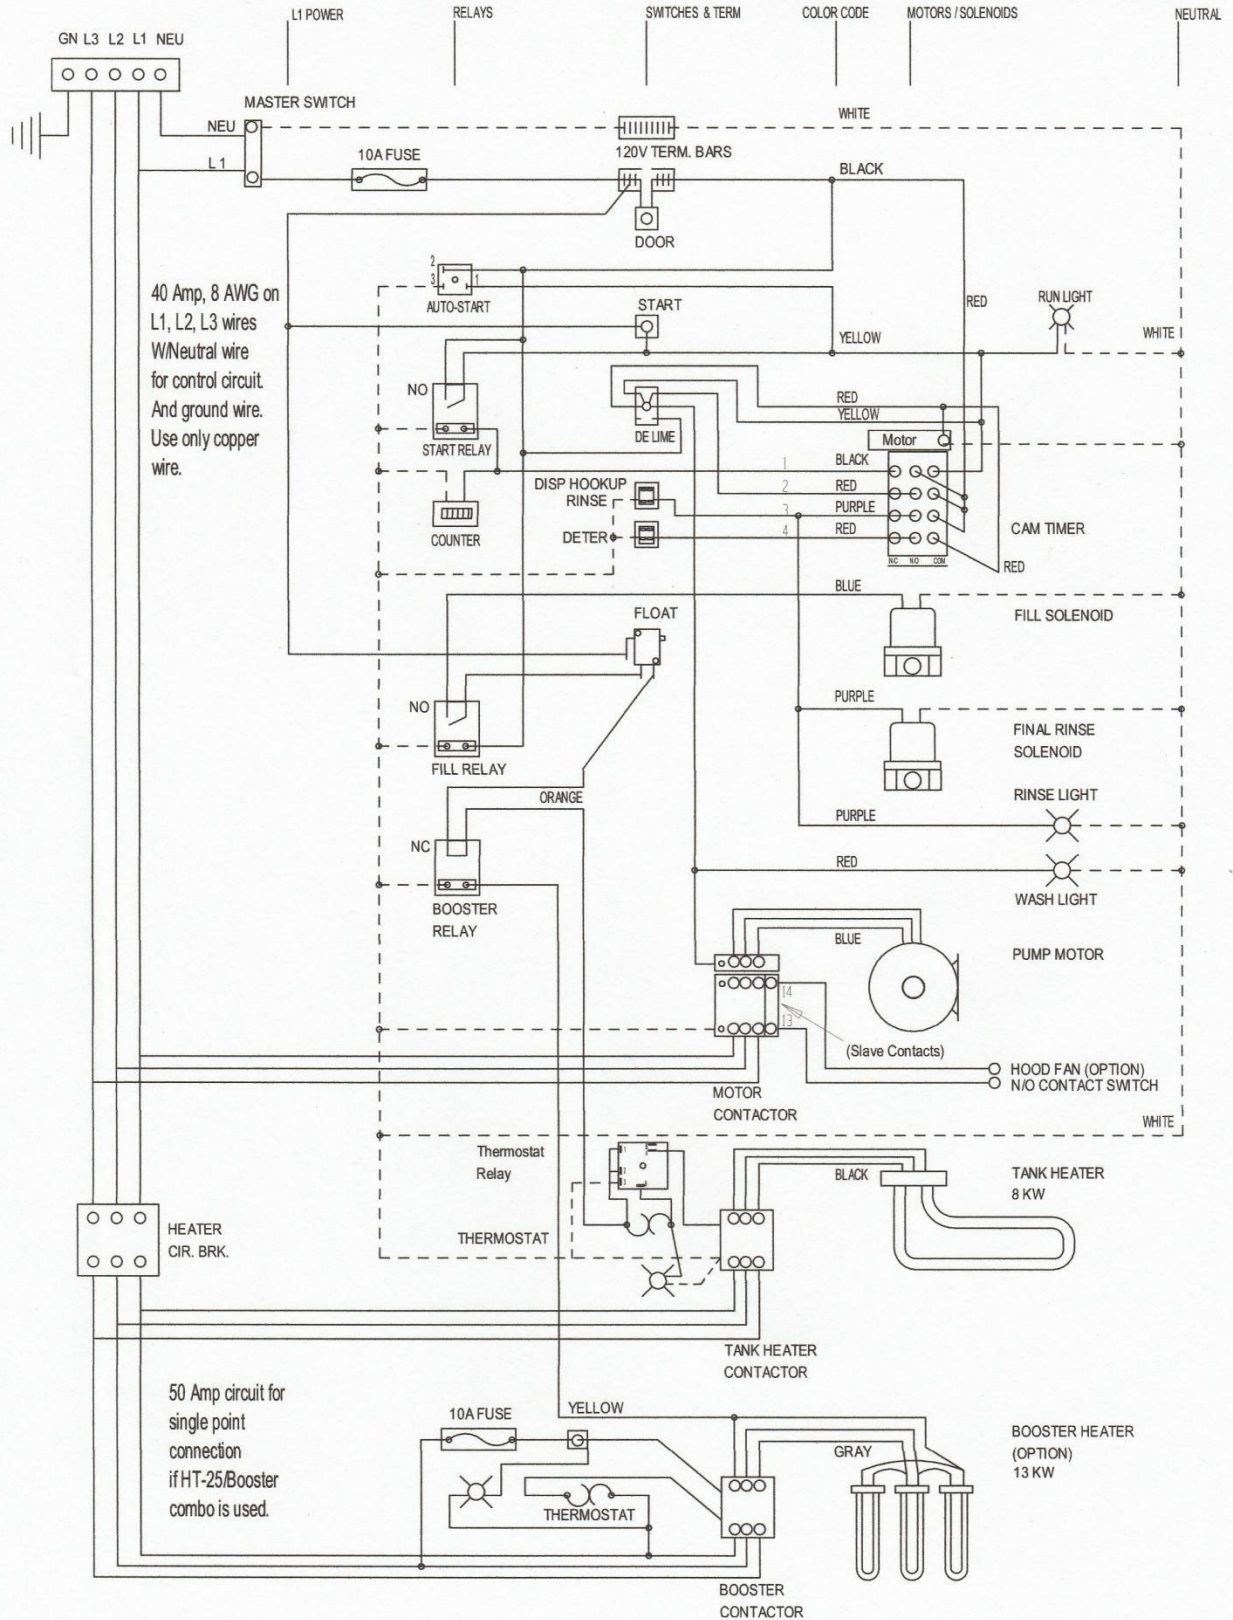 L1 POWER
RELAYS
SWITCHES & TERM
COLOR CODE
MOTORS / SOLENOIDS
NEUTRAL
GN L3 L2 L1 NEU
MASTER SWITCH
NEU
L 1
10A FUSE
120V TERM. BARS
WHITE
BLACK
DOOR
40 Amp, 8 AWG on
L1, L2, L3 wires
W/Neutral wire
for control circuit.
And ground wire.
Use only copper
wire.
2
3
1
AUTO-START
START
RED
RUN LIGHT
WHITE
YELLOW
NO
START RELAY
DE LIME
RED
YELLOW
Motor
1
BLACK
2
RED
3
PURPLE
4
RED
DISP HOOKUP
RINSE
DETER
COUNTER
CAM TIMER
NC NO COM
RED
BLUE
FILL SOLENOID
FLOAT
NO
FILL RELAY
PURPLE
FINAL RINSE
SOLENOID
ORANGE
RINSE LIGHT
PURPLE
NC
BOOSTER
RELAY
RED
WASH LIGHT
BLUE
PUMP MOTOR
14
13
(Slave Contacts)
HOOD FAN (OPTION)
N/O CONTACT SWITCH
MOTOR
CONTACTOR
WHITE
Thermostat
Relay
1
2
3
BLACK
TANK HEATER
8 KW
HEATER
CIR. BRK.
THERMOSTAT
TANK HEATER
CONTACTOR
50 Amp circuit for
single point
connection
if HT-25/Booster
combo is used.
10A FUSE
YELLOW
GRAY
BOOSTER HEATER
(OPTION)
13 KW
THERMOSTAT
BOOSTER
CONTACTOR